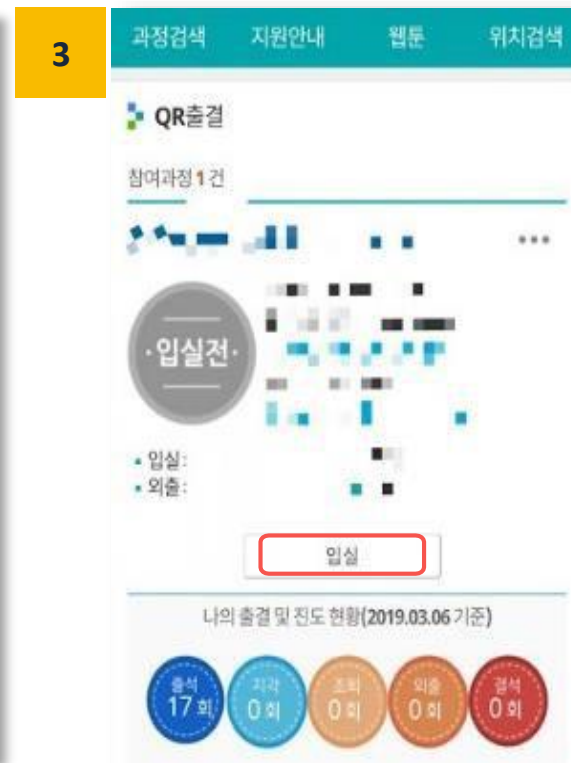 3
과정검색 지원안내 웹툰 위치검색
QR출결
참여과정 1 건
·입실전·
입실 :
외출 :
입실
나의 출결 및 진도 현황(2019.03.06 기준)
출석 지각 조퇴 외출 결석
17 회 0 회 0 회 0 회 0 회